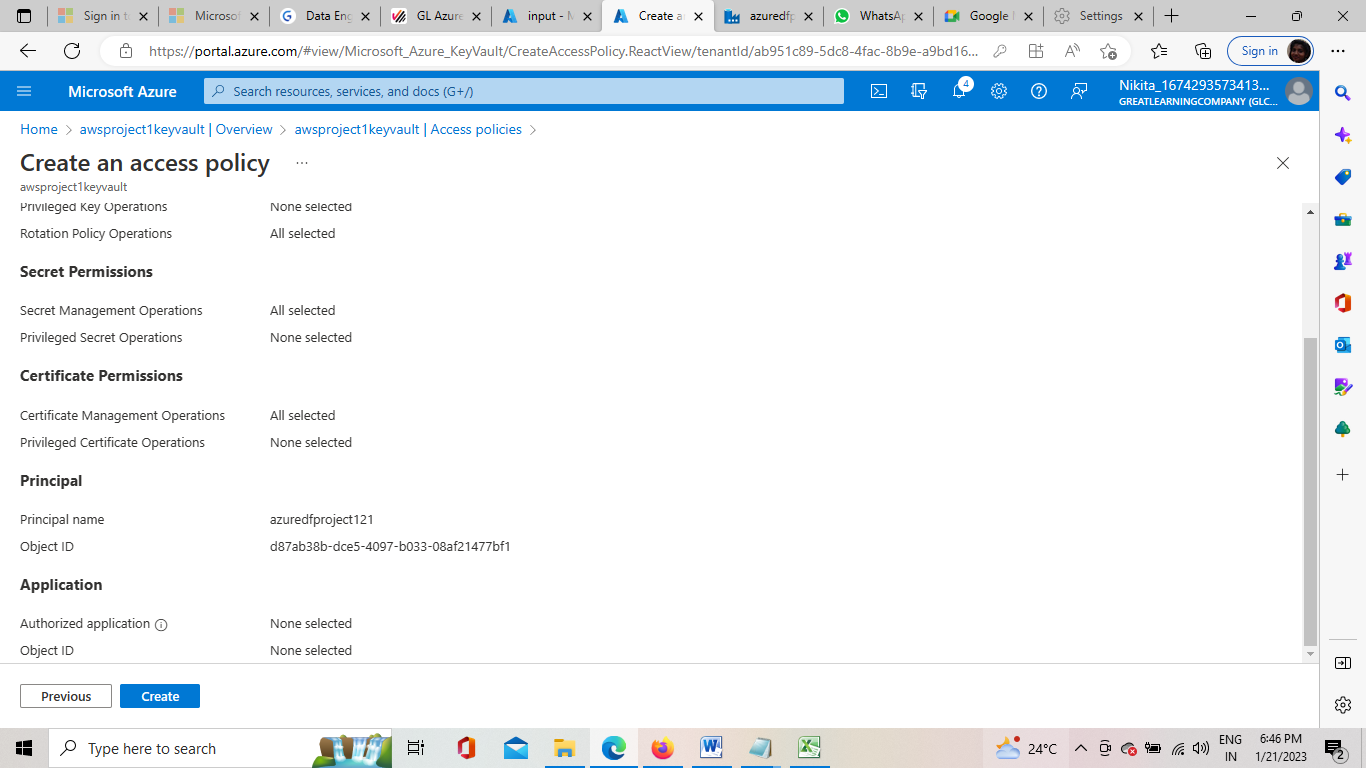 Sign in t
Microsof
Data Eng
GL Azure
input - M
Create an
azuredfp
WhatsAp
Google M
Settings
https://portal.azure.com/#view/Microsoft_Azure_KeyVault/CreateAccessPolicy.ReactView/tenantId/ab951c89-5dc8-4fac-8b9e-a9bd16...
Sign in
Microsoft Azure
Search resources, services, and docs (G+/)
4
Nikita_1674293573413...
GREATLEARNINGCOMPANY (GLC...
Home > awsproject1keyvault | Overview > awsproject1keyvault | Access policies >
Create an access policy ...
awsproject1keyvault
Privileged Key Operations None selected
Rotation Policy Operations All selected
Secret Permissions
Secret Management Operations All selected
Privileged Secret Operations None selected
Certificate Permissions
Certificate Management Operations All selected
Privileged Certificate Operations None selected
Principal
Principal name azuredfproject121
Object ID d87ab38b-dce5-4097-b033-08af21477bf1
Application
Authorized application None selected
Object ID None selected
Previous Create
Type here to search
24°C
ENG
IN
6:46 PM
1/21/2023
2